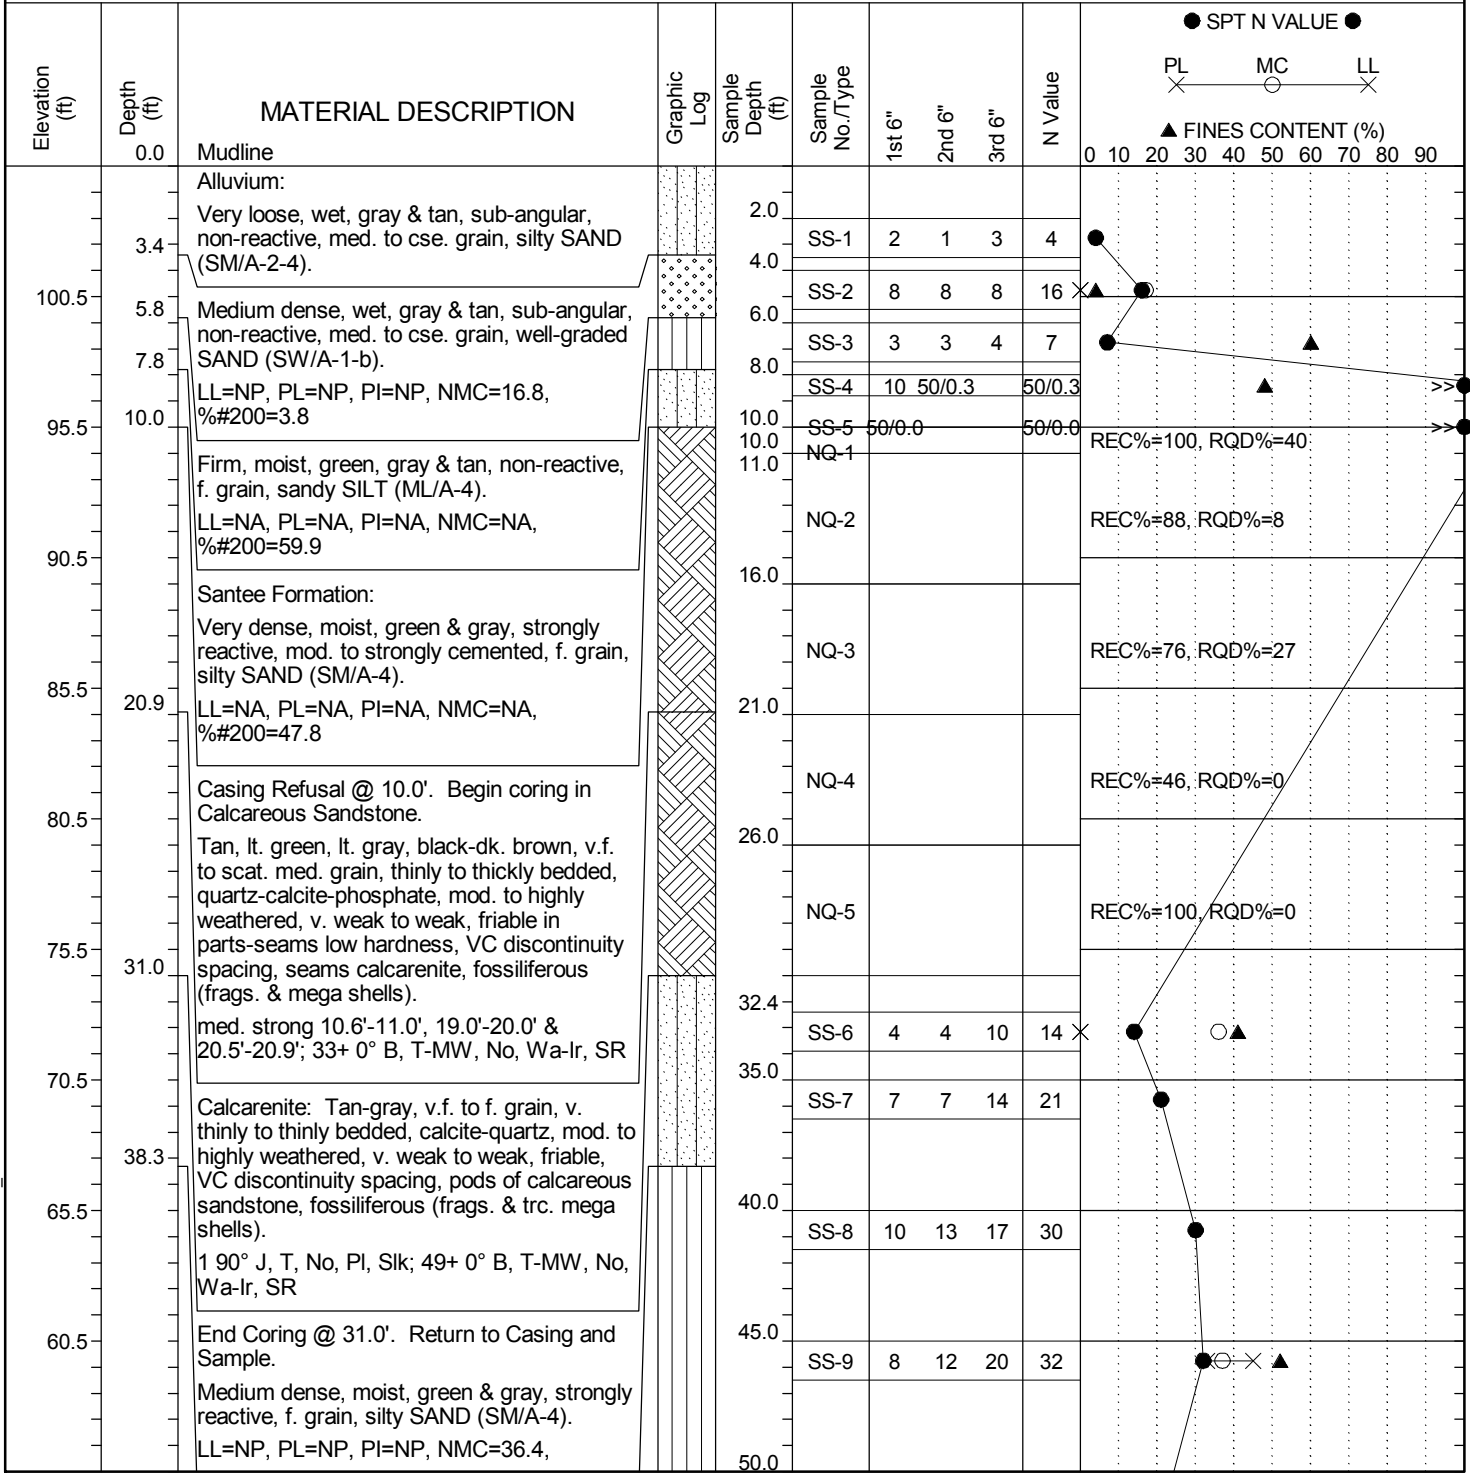 ● SPT N VALUE ●
PL MC LL
▲ FINES CONTENT (%)
0 10 20 30 40 50 60 70 80 90
Elevation (ft)
Depth (ft)
MATERIAL DESCRIPTION
Graphic Log
Sample Depth (ft)
Sample No./Type
1st 6"
2nd 6"
3rd 6"
N Value
0.0 Mudline
Alluvium:
Very loose, wet, gray & tan, sub-angular,
non-reactive, med. to cse. grain, silty SAND
(SM/A-2-4).
3.4
Medium dense, wet, gray & tan, sub-angular,
non-reactive, med. to cse. grain, well-graded
SAND (SW/A-1-b).
LL=NP, PL=NP, PI=NP, NMC=16.8,
%#200=3.8
100.5
5.8
7.8
Firm, moist, green, gray & tan, non-reactive,
f. grain, sandy SILT (ML/A-4).
LL=NA, PL=NA, PI=NA, NMC=NA,
%#200=59.9
95.5
10.0
90.5
Santee Formation:
Very dense, moist, green & gray, strongly
reactive, mod. to strongly cemented, f. grain,
silty SAND (SM/A-4).
LL=NA, PL=NA, PI=NA, NMC=NA,
%#200=47.8
85.5
20.9
Casing Refusal @ 10.0'. Begin coring in
Calcareous Sandstone.
Tan, lt. green, lt. gray, black-dk. brown, v.f.
to scat. med. grain, thinly to thickly bedded,
quartz-calcite-phosphate, mod. to highly
weathered, v. weak to weak, friable in
parts-seams low hardness, VC discontinuity
spacing, seams calcarenite, fossiliferous
(frags. & mega shells).
med. strong 10.6'-11.0', 19.0'-20.0' &
20.5'-20.9'; 33+ 0° B, T-MW, No, Wa-Ir, SR
80.5
75.5
31.0
70.5
Calcarenite: Tan-gray, v.f. to f. grain, v.
thinly to thinly bedded, calcite-quartz, mod. to
highly weathered, v. weak to weak, friable,
VC discontinuity spacing, pods of calcareous
sandstone, fossiliferous (frags. & trc. mega
shells).
1 90° J, T, No, Pl, Slk; 49+ 0° B, T-MW, No,
Wa-Ir, SR
38.3
65.5
60.5
End Coring @ 31.0'. Return to Casing and
Sample.
Medium dense, moist, green & gray, strongly
reactive, f. grain, silty SAND (SM/A-4).
LL=NP, PL=NP, PI=NP, NMC=36.4,
2.0
SS-1 2 1 3 4
4.0
SS-2 8 8 8 16
6.0
SS-3 3 3 4 7
8.0
SS-4 10 50/0.3 50/0.3 >>
10.0
SS-5 50/0.0 50/0.0 >>
10.0
NQ-1 REC%=100, RQD%=40
11.0
NQ-2 REC%=88, RQD%=8
16.0
NQ-3 REC%=76, RQD%=27
21.0
NQ-4 REC%=46, RQD%=0
26.0
NQ-5 REC%=100, RQD%=0
32.4
SS-6 4 4 10 14
35.0
SS-7 7 7 14 21
40.0
SS-8 10 13 17 30
45.0
SS-9 8 12 20 32
50.0